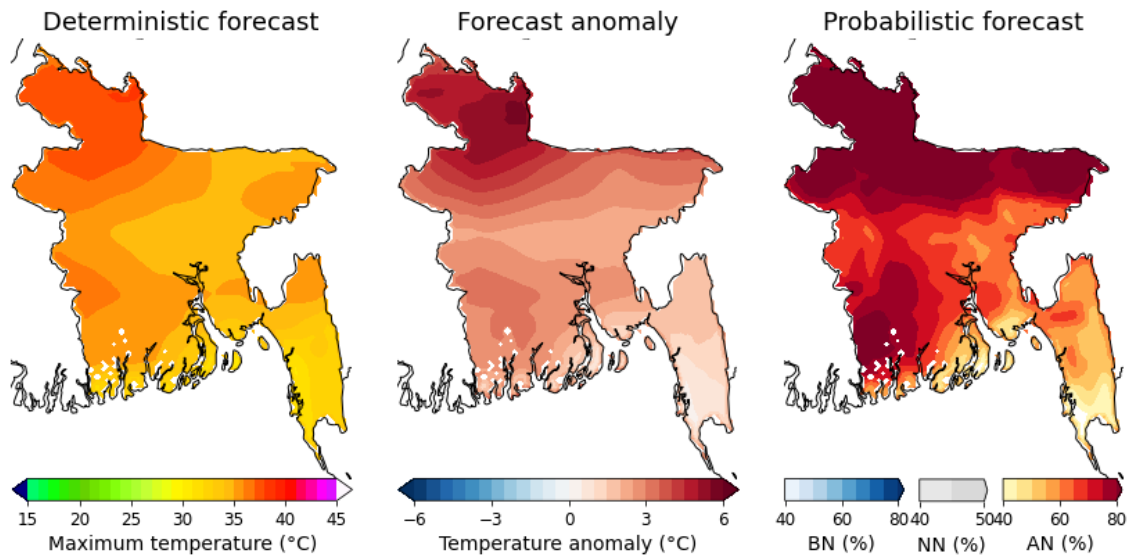 Deterministic forecast
Forecast anomaly
Probabilistic forecast
15 20 25 30 35 40 45
−6 −3 0 3 6
40 60 80
40 50
40 60 80
Maximum temperature (°C)
Temperature anomaly (°C)
BN (%)
NN (%)
AN (%)